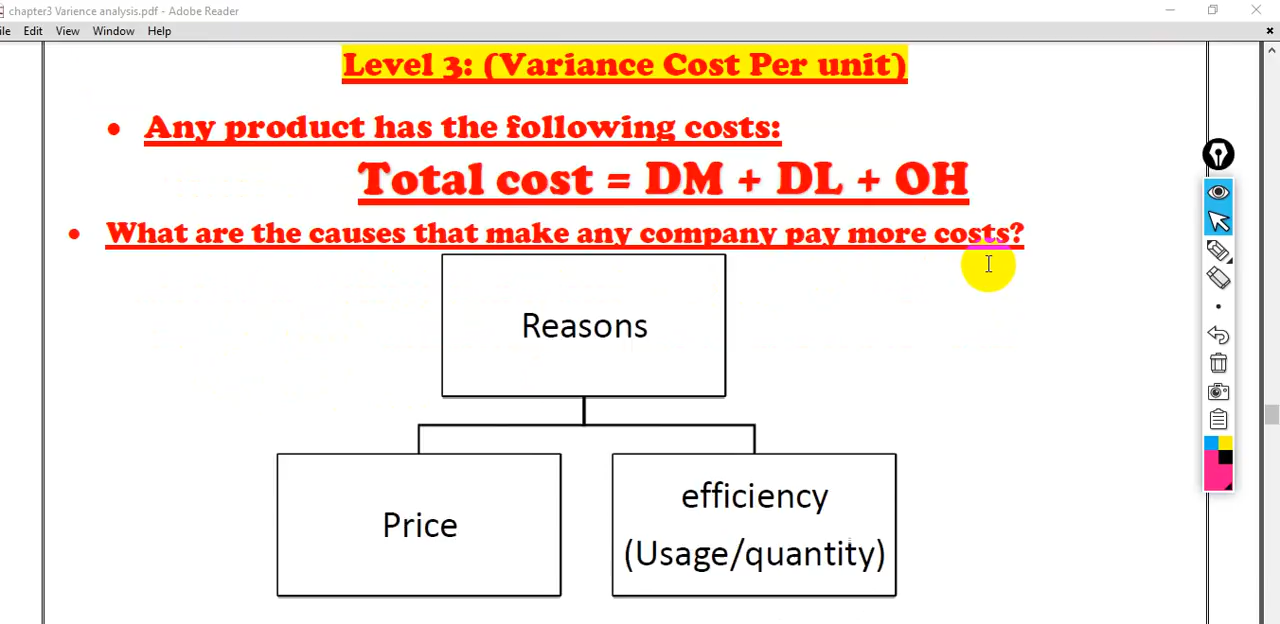 chapter3 Varience analysis.pdf - Adobe Reader
ile Edit View Window Help
Level 3: (Variance Cost Per unit)
• Any product has the following costs:
Total cost = DM + DL + OH
• What are the causes that make any company pay more costs?
Reasons
Price
efficiency
(Usage/quantity)